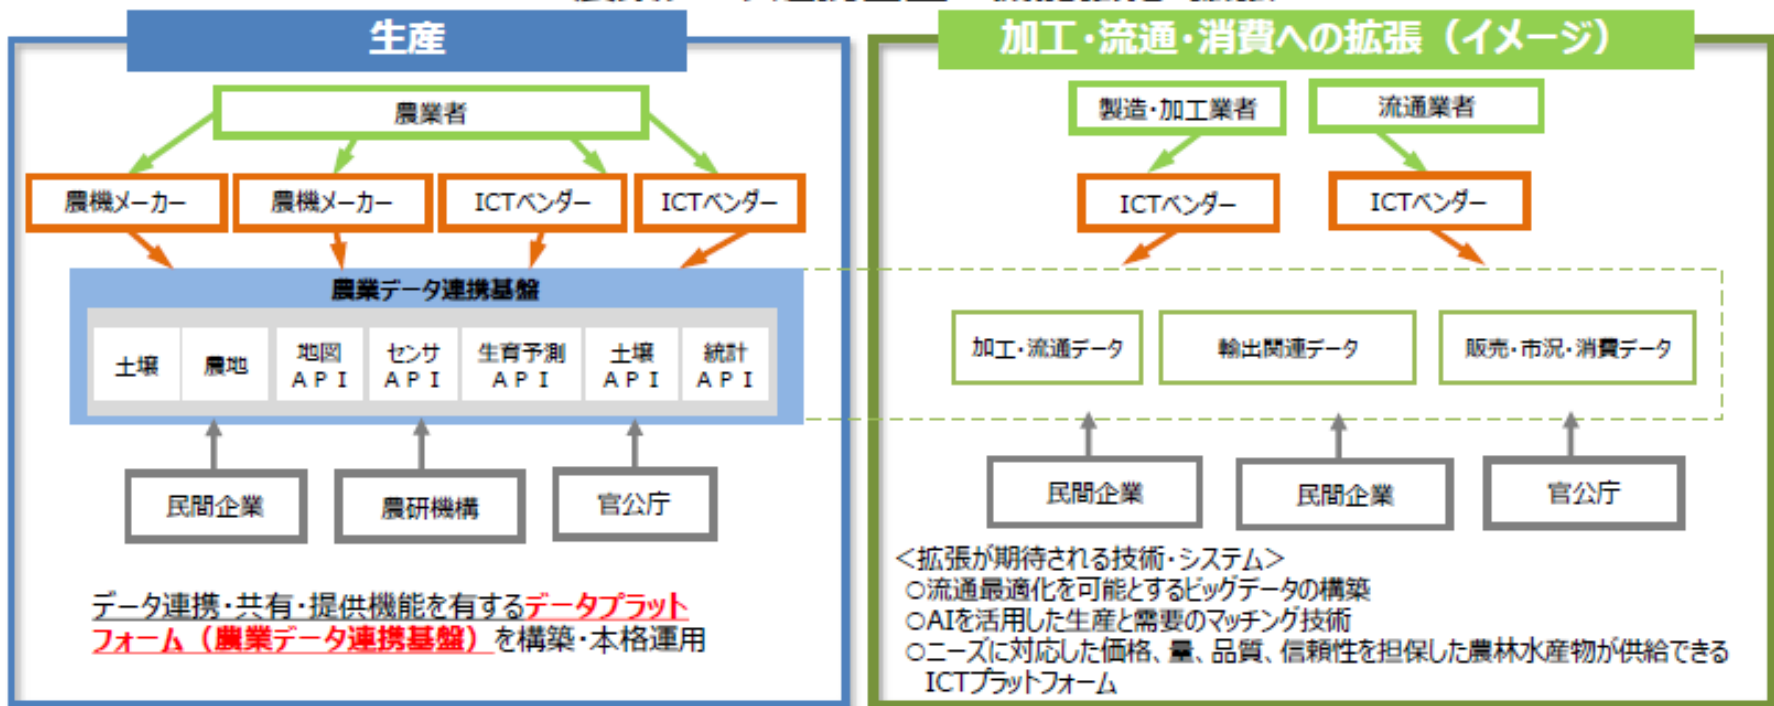 生産
農業者
農機メーカー
農機メーカー
ICTベンダー
ICTベンダー
農業データ連携基盤
土壌
農地
地図
API
センサ
API
生育予測
API
土壌
API
統計
API
民間企業
農研機構
官公庁
データ連携・共有・提供機能を有するデータプラット
フォーム（農業データ連携基盤）を構築・本格運用
加工・流通・消費への拡張（イメージ）
製造・加工業者
流通業者
ICTベンダー
ICTベンダー
加工・流通データ
輸出関連データ
販売・市況・消費データ
民間企業
民間企業
官公庁
＜拡張が期待される技術・システム＞
○流通最適化を可能とするビッグデータの構築
○AIを活用した生産と需要のマッチング技術
○ニーズに対応した価格、量、品質、信頼性を担保した農林水産物が供給できる
ICTプラットフォーム